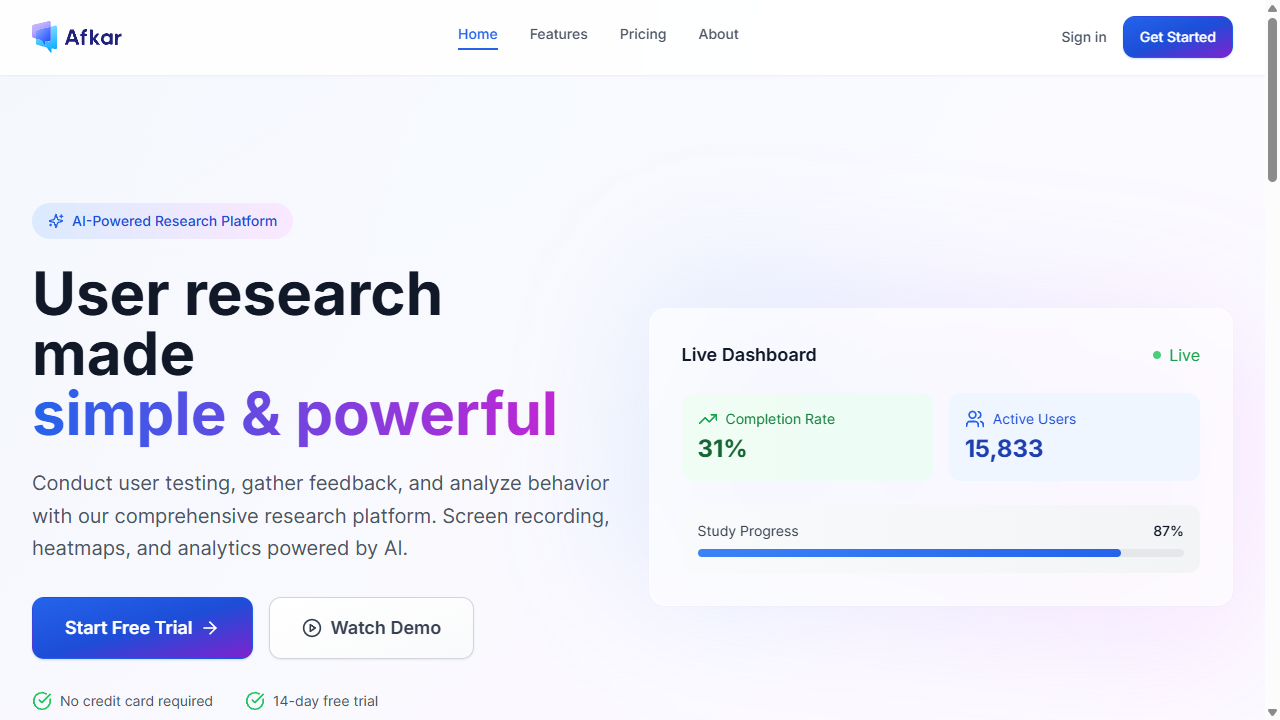 Afkar
Home
Features
Pricing
About
Sign in
Get Started
AI-Powered Research Platform
User research
made
simple & powerful
Conduct user testing, gather feedback, and analyze behavior
with our comprehensive research platform. Screen recording,
heatmaps, and analytics powered by AI.
Start Free Trial
Watch Demo
No credit card required
14-day free trial
Live Dashboard
Live
Completion Rate
31%
Active Users
15,833
Study Progress
87%